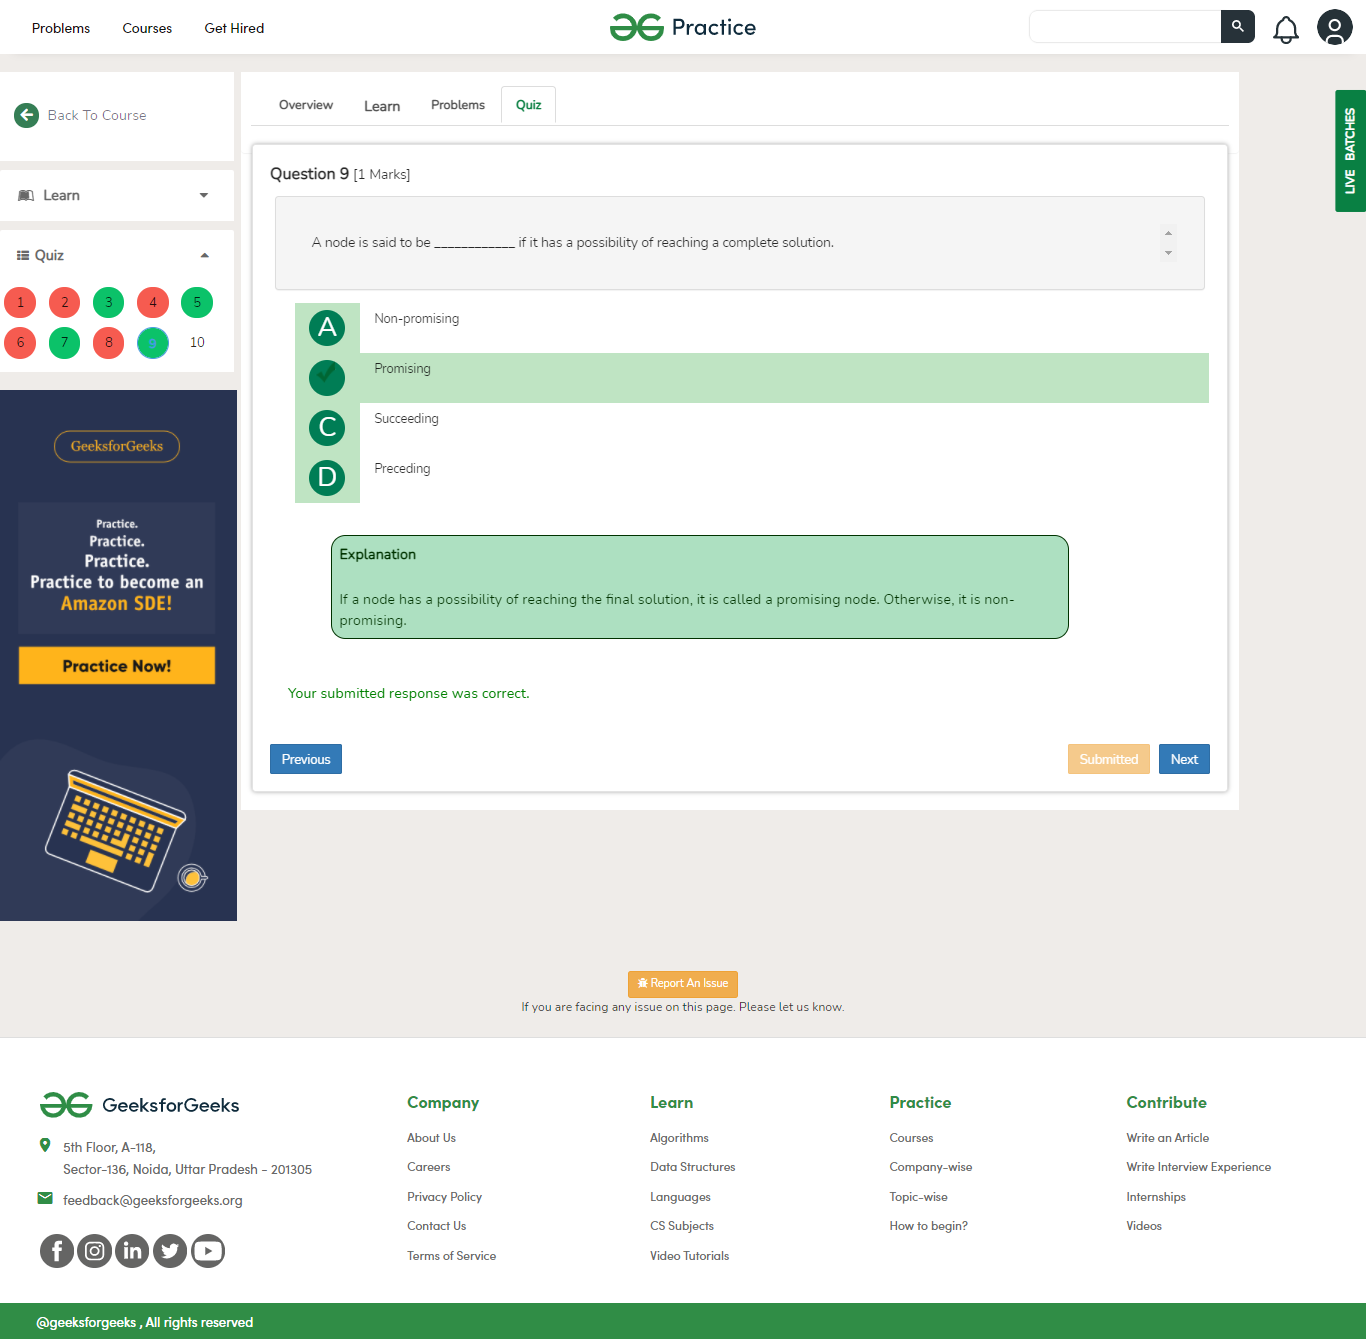 Problems Courses Get Hired Practice
Back To Course
Learn
Quiz
1 2 3 4 5
6 7 8 9 10
GeeksforGeeks
Practice.
Practice.
Practice.
Practice to become an
Amazon SDE!
Practice Now!
Overview Learn Problems Quiz
LIVE BATCHES
Question 9 [1 Marks]
A node is said to be ____________ if it has a possibility of reaching a complete solution.
A Non-promising
Promising
C Succeeding
D Preceding
Explanation
If a node has a possibility of reaching the final solution, it is called a promising node. Otherwise, it is non-
promising.
Your submitted response was correct.
Previous Submitted Next
Report An Issue
If you are facing any issue on this page. Please let us know.
GeeksforGeeks
5th Floor, A-118,
Sector-136, Noida, Uttar Pradesh - 201305
feedback@geeksforgeeks.org
Company
About Us
Careers
Privacy Policy
Contact Us
Terms of Service
Learn
Algorithms
Data Structures
Languages
CS Subjects
Video Tutorials
Practice
Courses
Company-wise
Topic-wise
How to begin?
Contribute
Write an Article
Write Interview Experience
Internships
Videos
@geeksforgeeks , All rights reserved